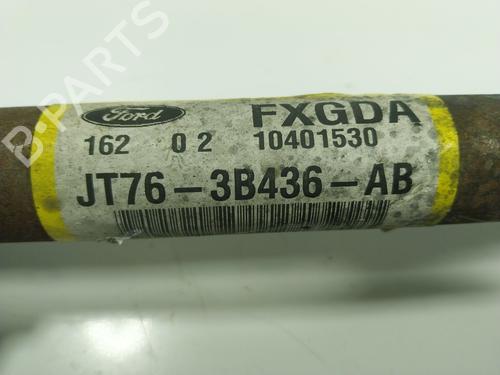 Ford FXGDA
162 02 10401530
JT76-3B436-AB
B PARTS